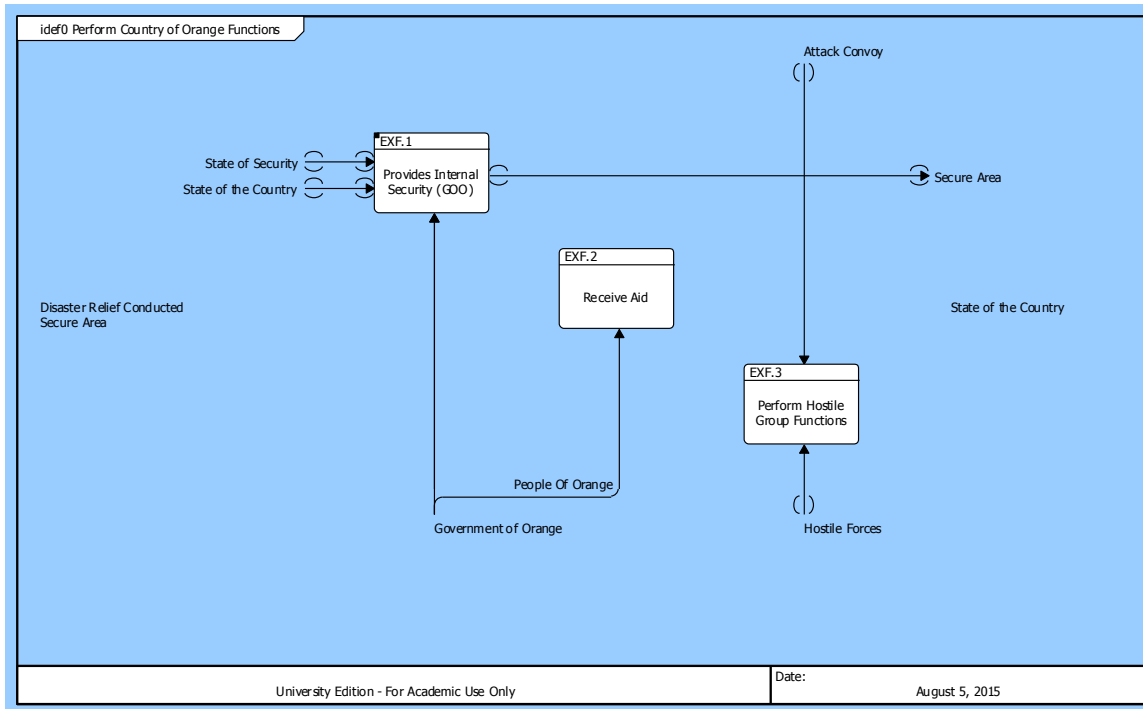 idef0 Perform Country of Orange Functions
Attack Convoy
EXF.1
Provides Internal
Security (GOO)
State of Security
State of the Country
Secure Area
EXF.2
Receive Aid
Disaster Relief Conducted
Secure Area
State of the Country
EXF.3
Perform Hostile
Group Functions
People Of Orange
Government of Orange
Hostile Forces
University Edition - For Academic Use Only
Date:
August 5, 2015